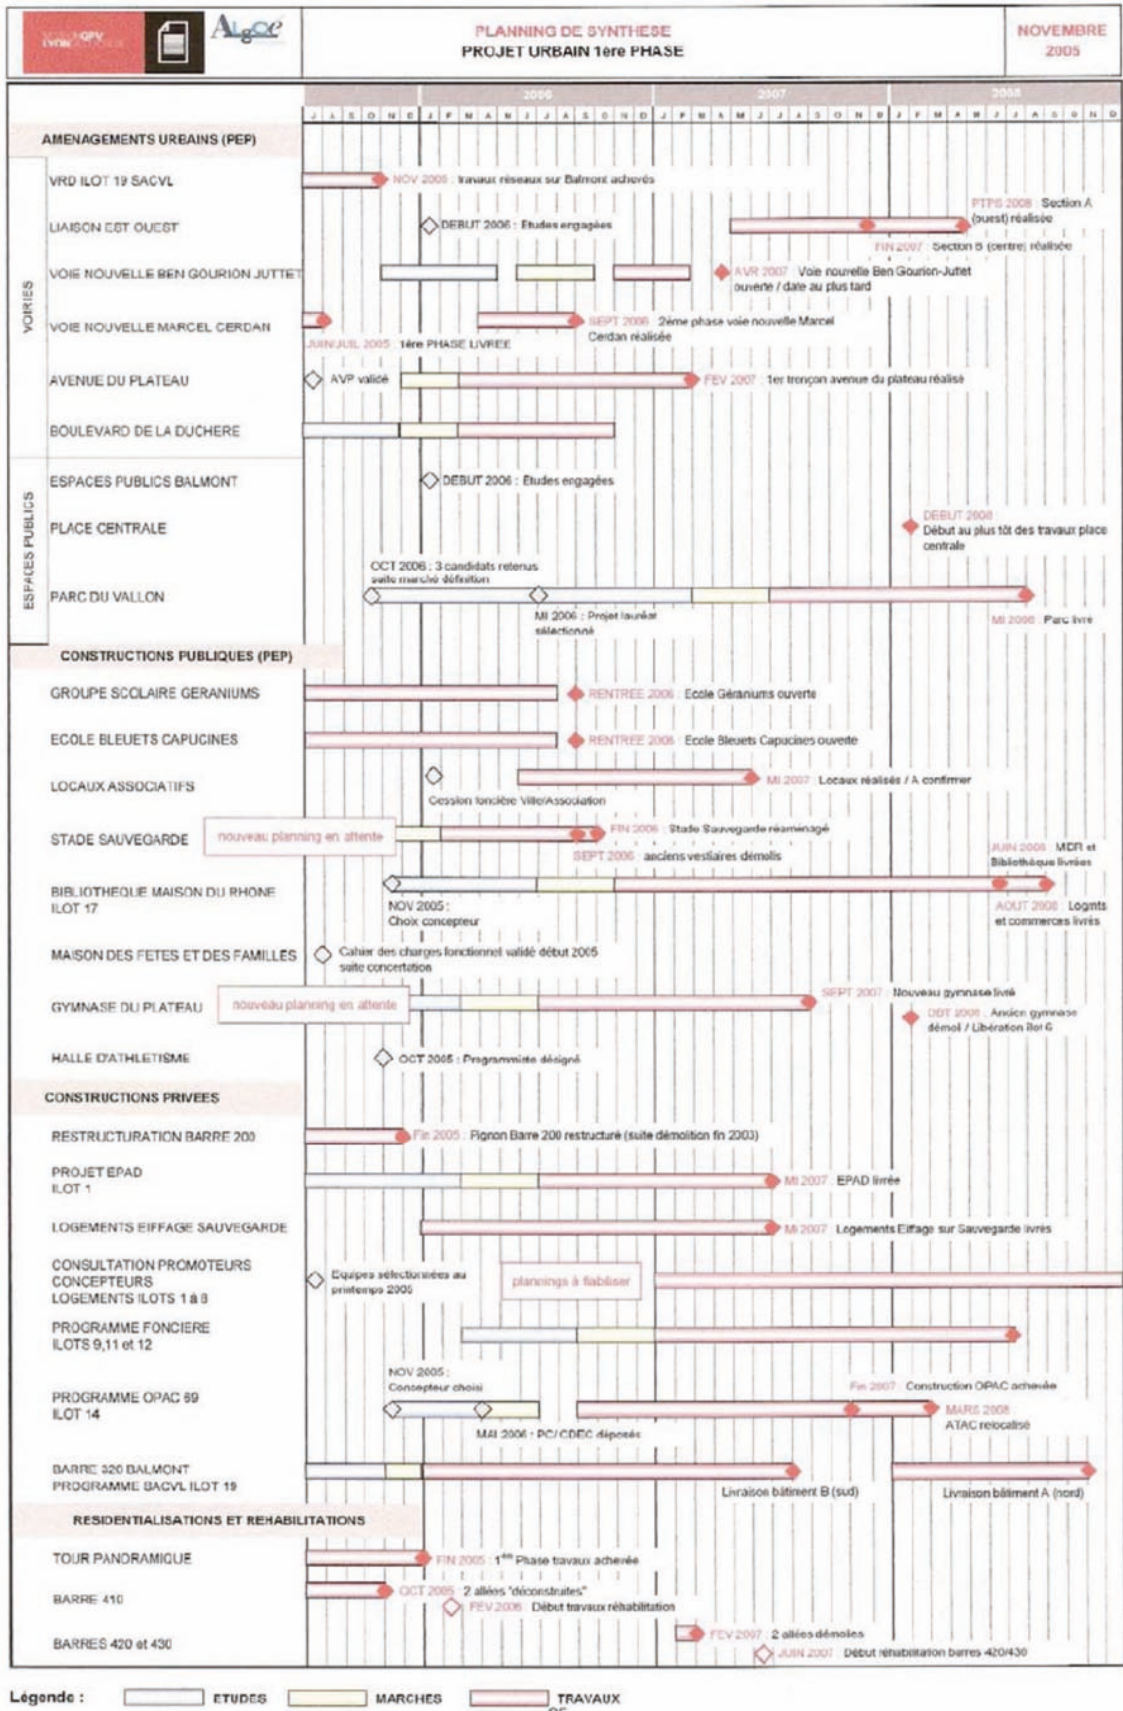 GPV
LYON
Algoé
PLANNING DE SYNTHESE
PROJET URBAIN 1ère PHASE
NOVEMBRE
2005
2006
2007
2008
J A S O N D J F M A M J J A S O N D J F M A M J J A S O N D J F M A M J J A S O N D
AMENAGEMENTS URBAINS (PEP)
VOIRIES
VRD ILOT 19 SACVL
NOV 2005 : travaux réseaux sur Balmont achevés
LIAISON EST OUEST
DEBUT 2006 : Etudes engagées
PTPS 2008 : Section A
(ouest) réalisée
FIN 2007 : Section B (centre) réalisée
VOIE NOUVELLE BEN GOURION JUTTET
AVR 2007 : Voie nouvelle Ben Gourion-Juttet
ouverte / date au plus tard
VOIE NOUVELLE MARCEL CERDAN
JUIN/JUIL 2005 : 1ère PHASE LIVREE
SEPT 2006 : 2ème phase voie nouvelle Marcel
Cerdan réalisée
AVENUE DU PLATEAU
AVP validé
FEV 2007 : 1er tronçon avenue du plateau réalisé
BOULEVARD DE LA DUCHERE
ESPACES PUBLICS
ESPACES PUBLICS BALMONT
DEBUT 2006 : Etudes engagées
PLACE CENTRALE
DEBUT 2008
Début au plus tôt des travaux place
centrale
PARC DU VALLON
OCT 2006 : 3 candidats retenus
suite marché définition
MI 2006 : Projet lauréat
sélectionné
MI 2008 : Parc livré
CONSTRUCTIONS PUBLIQUES (PEP)
GROUPE SCOLAIRE GERANIUMS
RENTREE 2006 : Ecole Géraniums ouverte
ECOLE BLEUETS CAPUCINES
RENTREE 2006 : Ecole Bleuets Capucines ouverte
LOCAUX ASSOCIATIFS
Cession foncière Ville/Association
MI 2007 : Locaux réalisés / A confirmer
STADE SAUVEGARDE
nouveau planning en attente
FIN 2006 : Stade Sauvegarde réaménagé
SEPT 2006 : anciens vestiaires démolis
BIBLIOTHEQUE MAISON DU RHONE
ILOT 17
NOV 2005 :
Choix concepteur
JUIN 2008 : MDR et
Bibliothèque livrées
AOUT 2008 : Logmts
et commerces livrés
MAISON DES FETES ET DES FAMILLES
Cahier des charges fonctionnel validé début 2005
suite concertation
GYMNASE DU PLATEAU
nouveau planning en attente
SEPT 2007 : Nouveau gymnase livré
DBT 2008 : Ancien gymnase
démol / Libération îlot 6
HALLE D'ATHLETISME
OCT 2005 : Programmiste désigné
CONSTRUCTIONS PRIVEES
RESTRUCTURATION BARRE 200
Fin 2005 : Pignon Barre 200 restructuré (suite démolition fin 2003)
PROJET EPAD
ILOT 1
MI 2007 : EPAD livrée
LOGEMENTS EIFFAGE SAUVEGARDE
MI 2007 Logements Eiffage sur Sauvegarde livrés
CONSULTATION PROMOTEURS
CONCEPTEURS
LOGEMENTS ILOTS 1 à 8
Equipes sélectionnées au
printemps 2005
plannings à fiabiliser
PROGRAMME FONCIERE
ILOTS 9,11 et 12
PROGRAMME OPAC 69
ILOT 14
NOV 2005 :
Concepteur choisi
MAI 2006 : PC/ CDEC déposés
Fin 2007 : Construction OPAC achevée
MARS 2008 :
ATAC relocalisé
BARRE 320 BALMONT
PROGRAMME SACVL ILOT 19
Livraison bâtiment B (sud)
Livraison bâtiment A (nord)
RESIDENTIALISATIONS ET REHABILITATIONS
TOUR PANORAMIQUE
FIN 2005 : 1ère Phase travaux achevée
BARRE 410
OCT 2005 : 2 allées "déconstruites"
FEV 2006 : Début travaux réhabilitation
BARRES 420 et 430
FEV 2007 : 2 allées démolies
JUIN 2007 : Début réhabilitation barres 420/430
Légende :
ETUDES
MARCHES
TRAVAUX